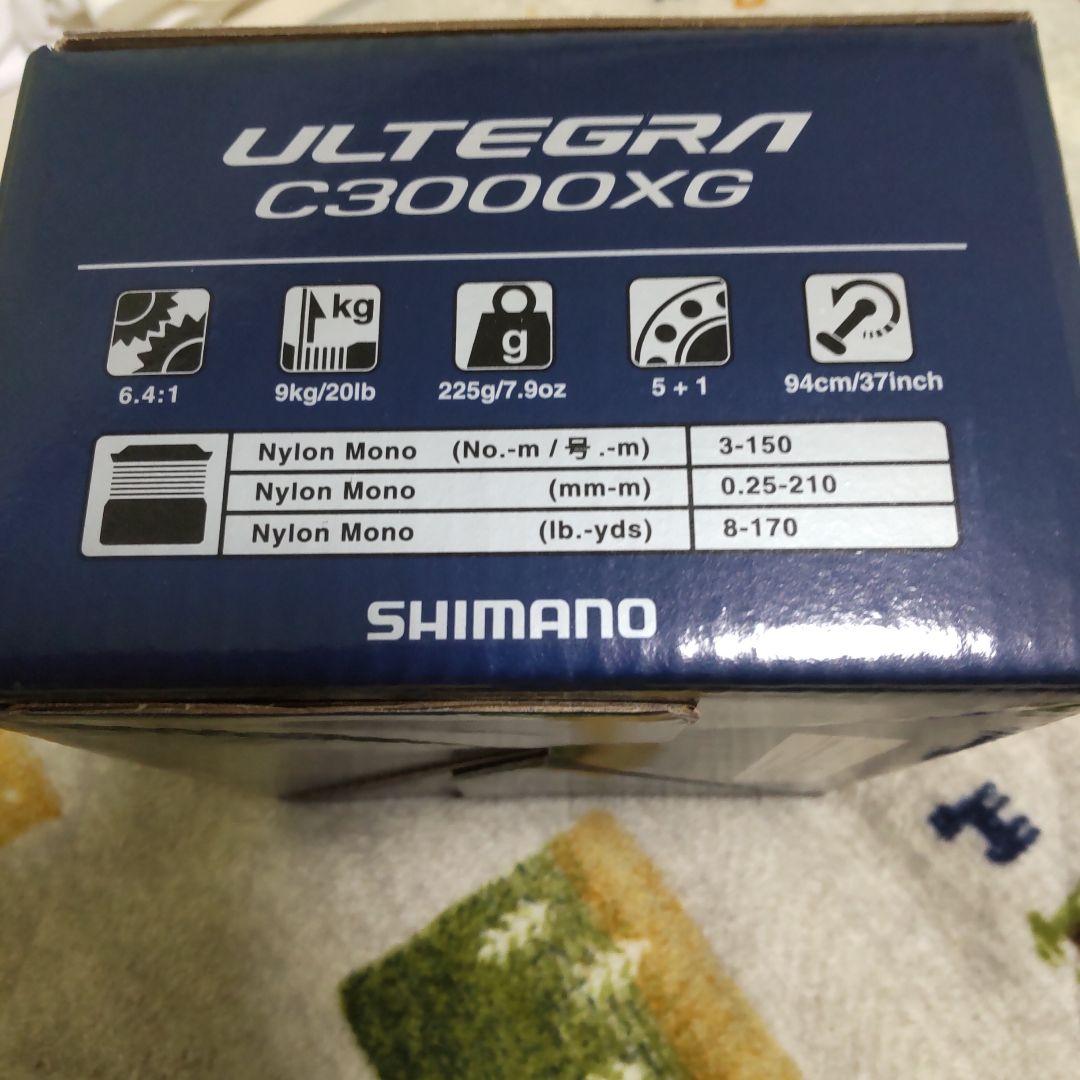 ULTEGRA
C3000XG
kg
g
6.4:1 9kg/20lb 225g/7.9oz 5+1 94cm/37inch
Nylon Mono (No.-m / 号.-m) 3-150
Nylon Mono (mm-m) 0.25-210
Nylon Mono (lb.-yds) 8-170
SHIMANO